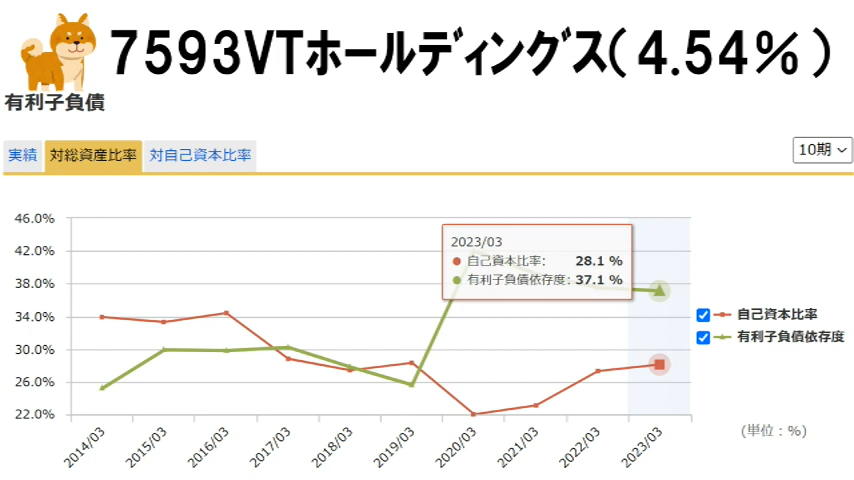 7593VTホールディングス(4.54%)
有利子負債
実績 対総資産比率 対自己資本比率
10期
46.0%
42.0%
38.0%
34.0%
30.0%
26.0%
22.0%
2023/03
自己資本比率: 28.1 %
有利子負債依存度: 37.1 %
自己資本比率
有利子負債依存度
2014/03 2015/03 2016/03 2017/03 2018/03 2019/03 2020/03 2021/03 2022/03 2023/03
(単位:%)